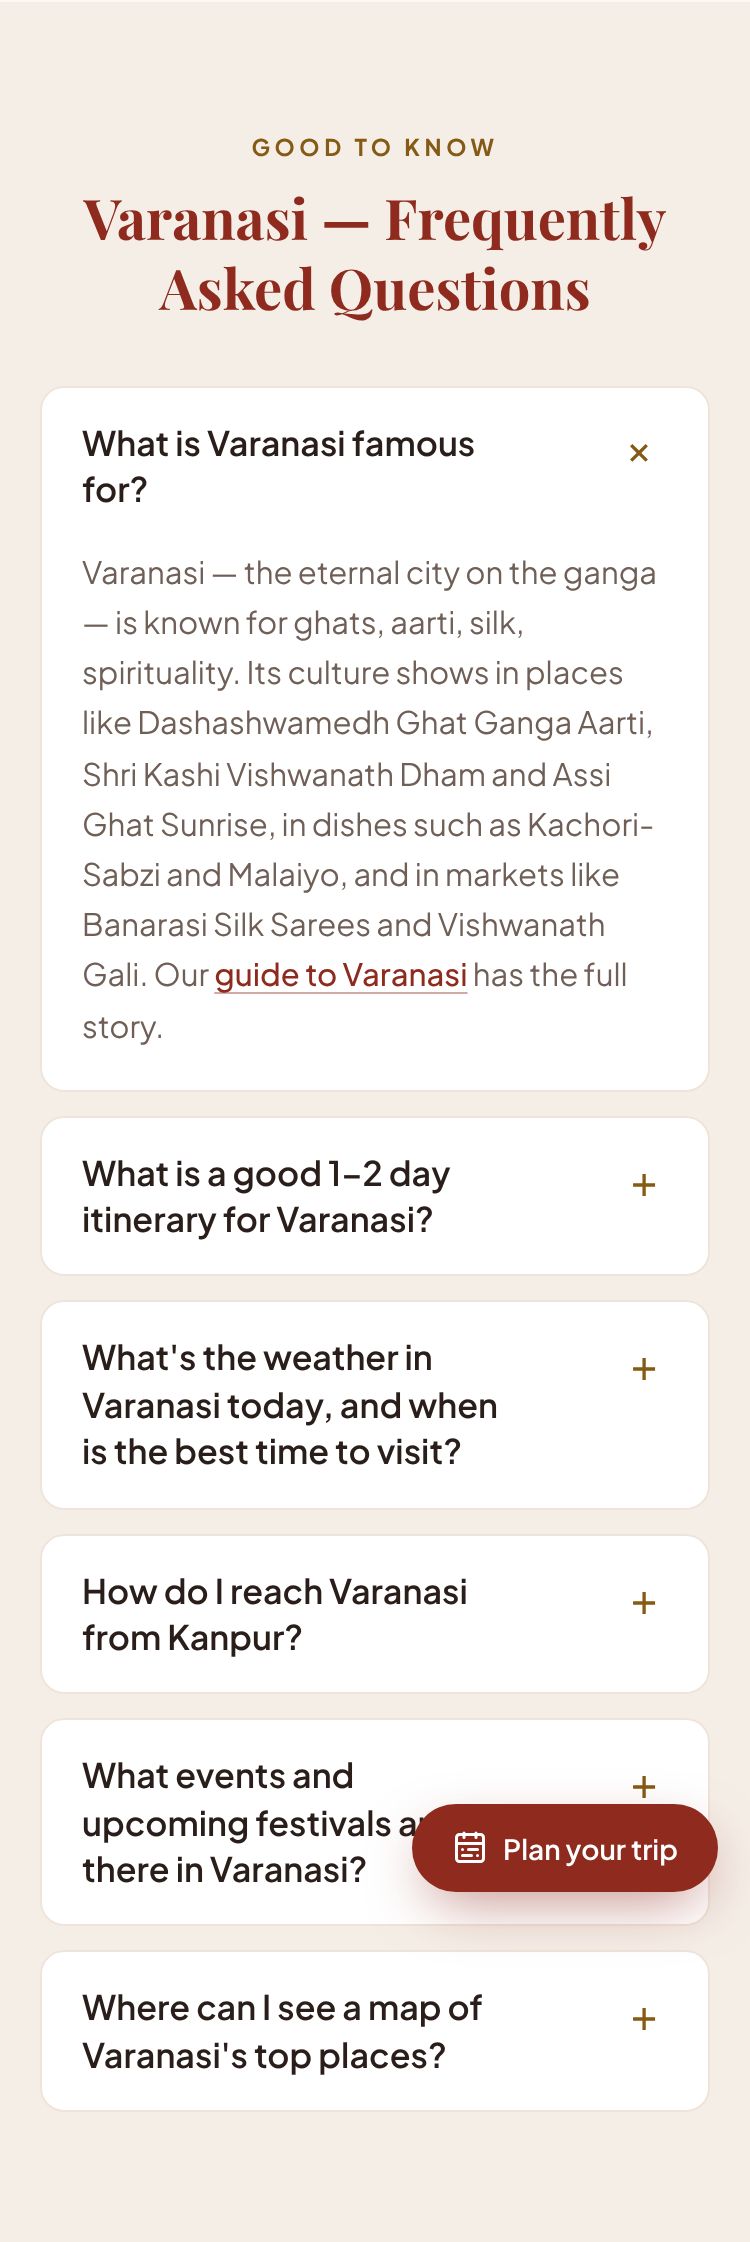 GOOD TO KNOW
Varanasi — Frequently
Asked Questions
What is Varanasi famous
for?
Varanasi — the eternal city on the ganga
— is known for ghats, aarti, silk,
spirituality. Its culture shows in places
like Dashashwamedh Ghat Ganga Aarti,
Shri Kashi Vishwanath Dham and Assi
Ghat Sunrise, in dishes such as Kachori-
Sabzi and Malaiyo, and in markets like
Banarasi Silk Sarees and Vishwanath
Gali. Our guide to Varanasi has the full
story.
What is a good 1–2 day
itinerary for Varanasi?
What's the weather in
Varanasi today, and when
is the best time to visit?
How do I reach Varanasi
from Kanpur?
What events and
upcoming festivals
there in Varanasi?
Plan your trip
Where can I see a map of
Varanasi's top places?